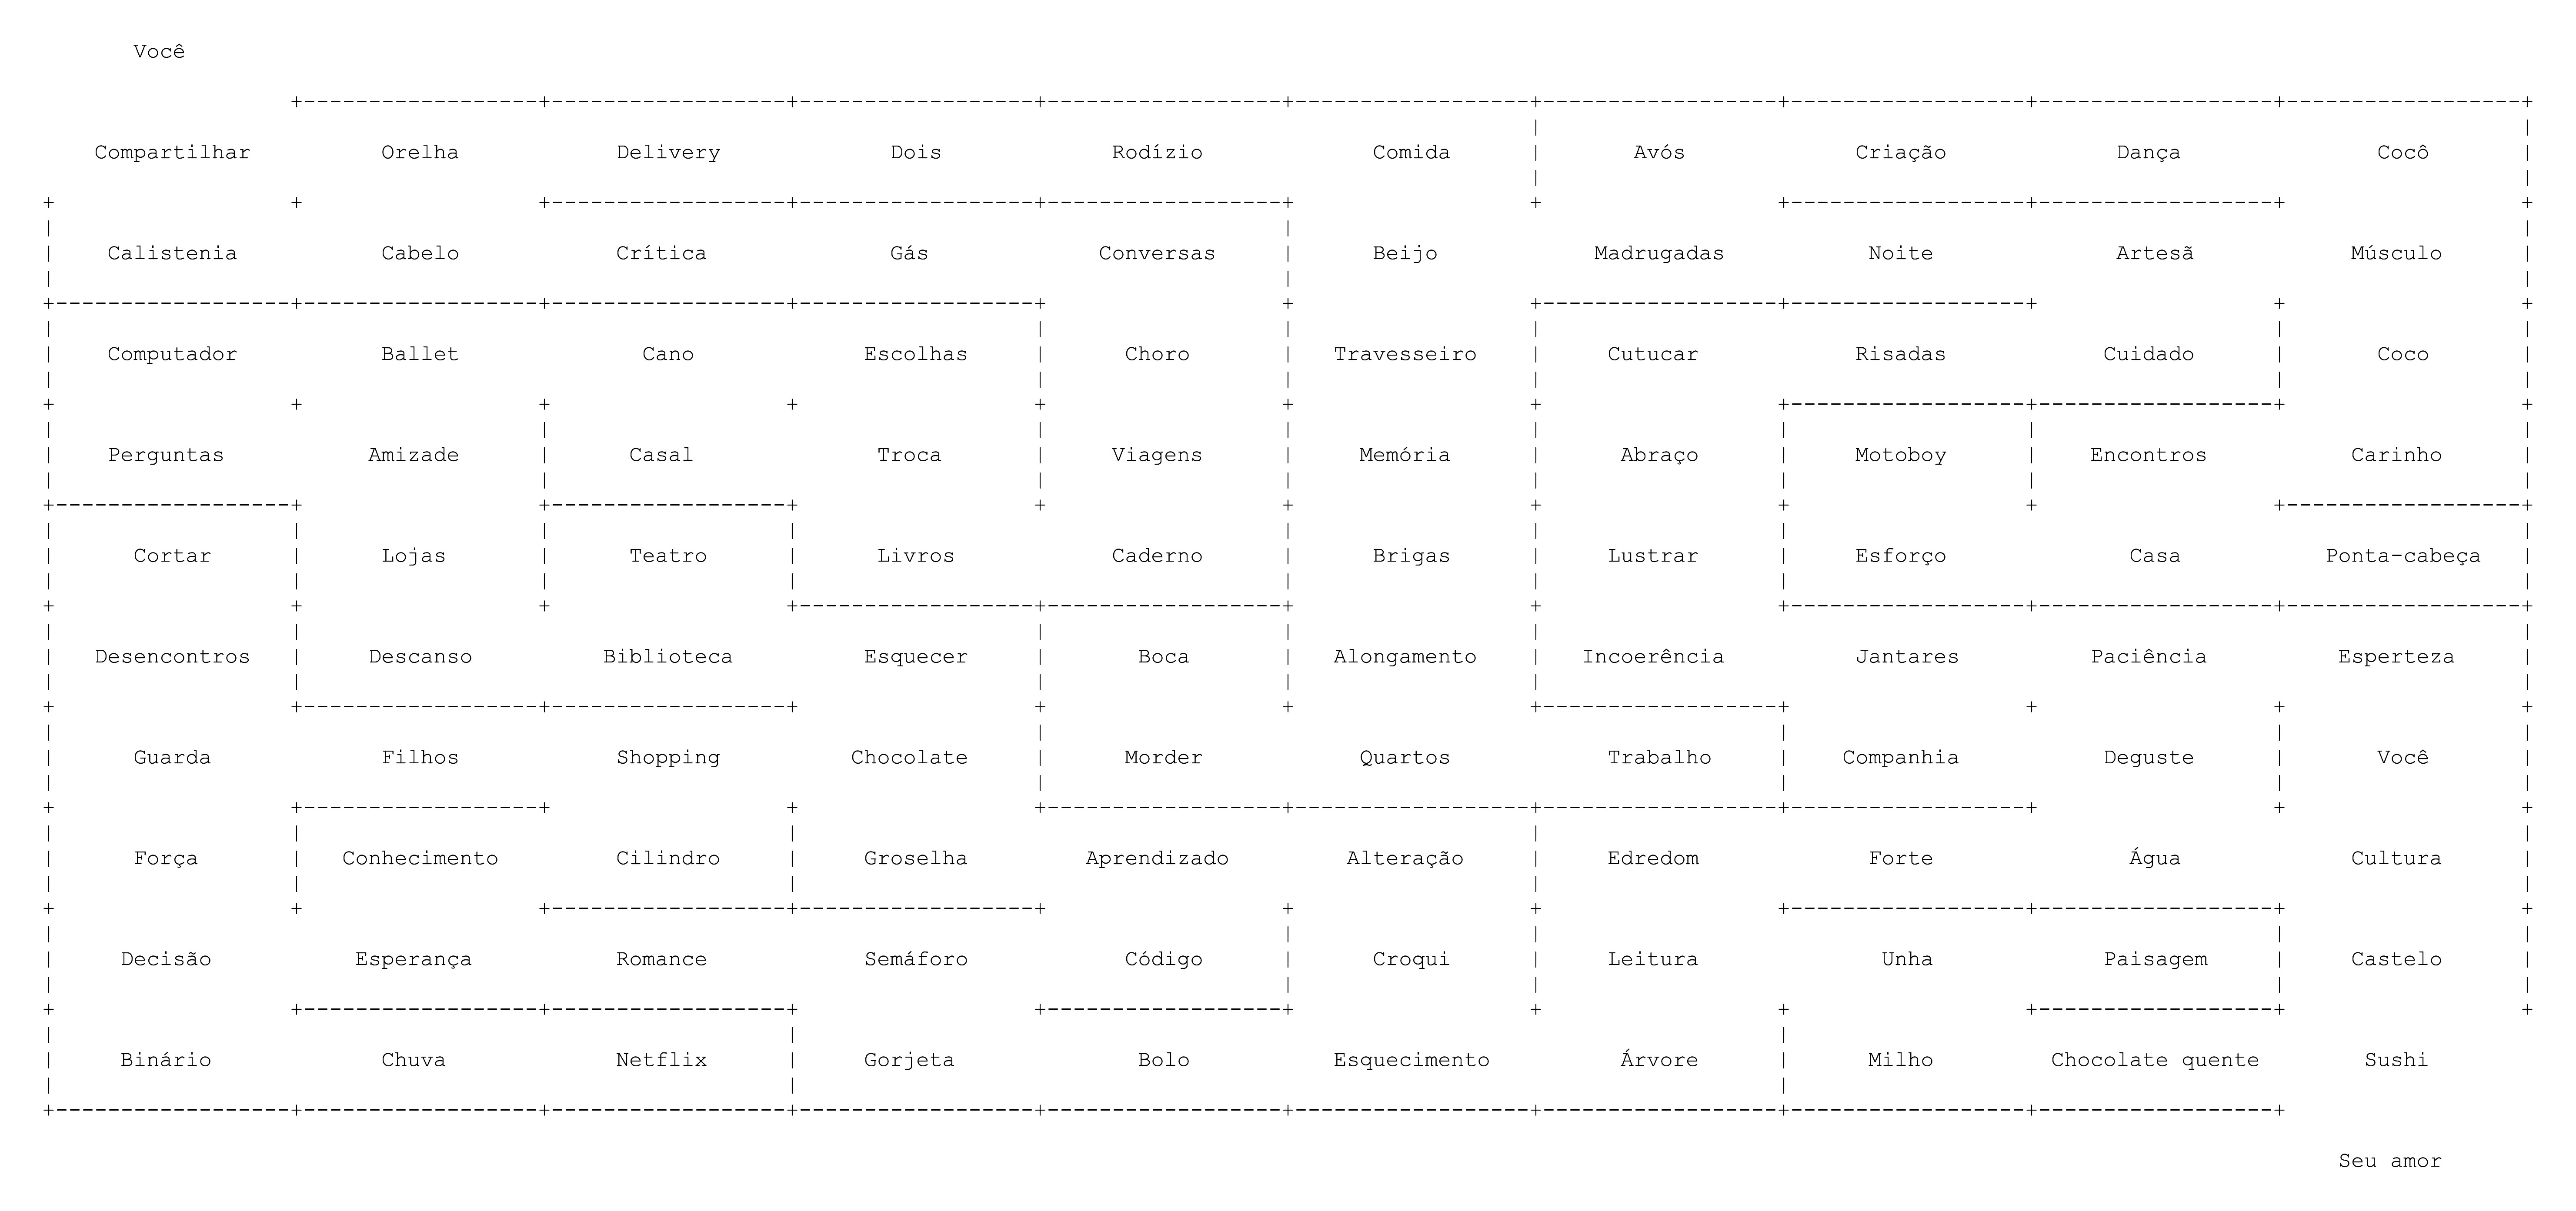 Você
Compartilhar Orelha Delivery Dois Rodízio Comida Avós Criação Dança Cocô
Calistenia Cabelo Crítica Gás Conversas Beijo Madrugadas Noite Artesã Músculo
Computador Ballet Cano Escolhas Choro Travesseiro Cutucar Risadas Cuidado Coco
Perguntas Amizade Casal Troca Viagens Memória Abraço Motoboy Encontros Carinho
Cortar Lojas Teatro Livros Caderno Brigas Lustrar Esforço Casa Ponta-cabeça
Desencontros Descanso Biblioteca Esquecer Boca Alongamento Incoerência Jantares Paciência Esperteza
Guarda Filhos Shopping Chocolate Morder Quartos Trabalho Companhia Deguste Você
Força Conhecimento Cilindro Groselha Aprendizado Alteração Edredom Forte Água Cultura
Decisão Esperança Romance Semáforo Código Croqui Leitura Unha Paisagem Castelo
Binário Chuva Netflix Gorjeta Bolo Esquecimento Árvore Milho Chocolate quente Sushi
Seu amor